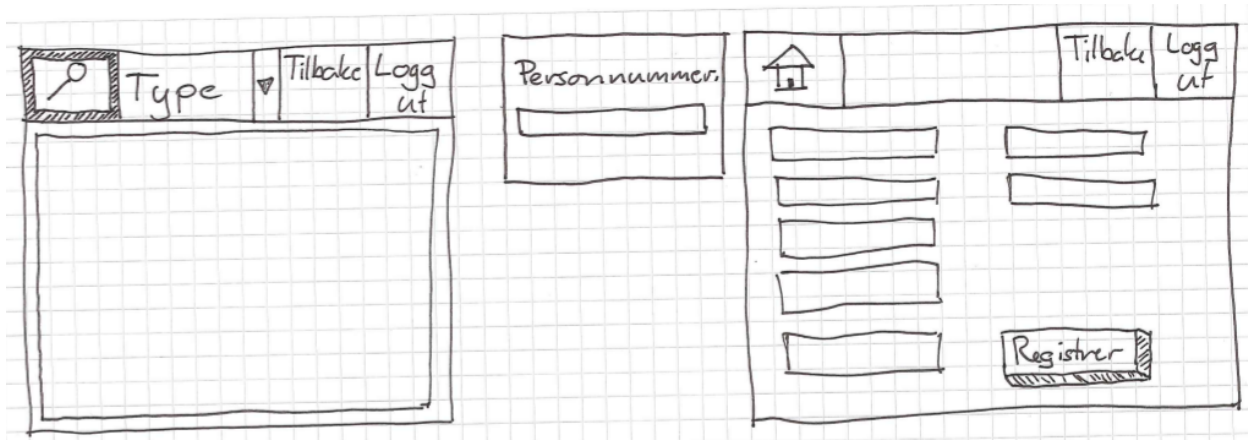 Type
Tilbake
Logg
ut
Personnummer.
Tilbake
Logg
ut
Registrer